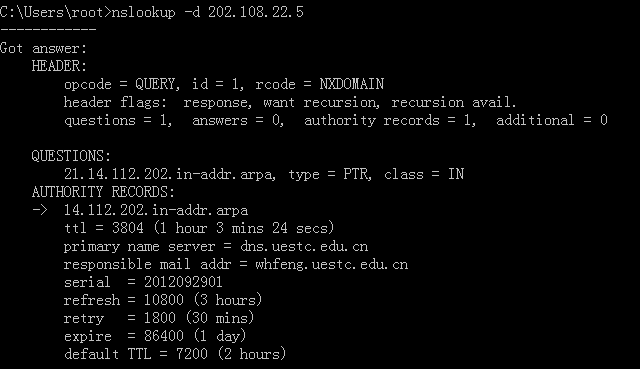 C:\Users\root>nslookup -d 202.108.22.5
------------
Got answer:
HEADER:
opcode = QUERY, id = 1, rcode = NXDOMAIN
header flags:  response, want recursion, recursion avail.
questions = 1,  answers = 0,  authority records = 1,  additional = 0
QUESTIONS:
21.14.112.202.in-addr.arpa, type = PTR, class = IN
AUTHORITY RECORDS:
->  14.112.202.in-addr.arpa
ttl = 3804 (1 hour 3 mins 24 secs)
primary name server = dns.uestc.edu.cn
responsible mail addr = whfeng.uestc.edu.cn
serial  = 2012092901
refresh = 10800 (3 hours)
retry   = 1800 (30 mins)
expire  = 86400 (1 day)
default TTL = 7200 (2 hours)